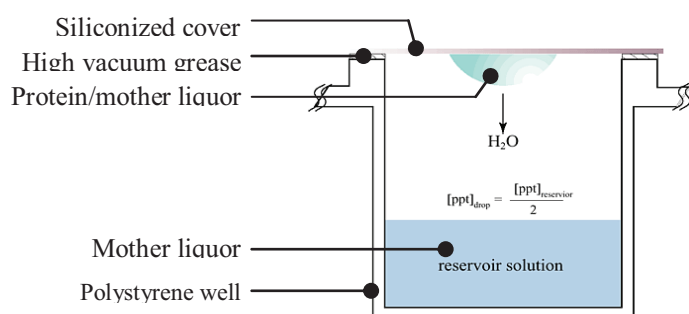 Siliconized cover
High vacuum grease
Protein/mother liquor
H₂O
[ppt]drop = [ppt]reservior
2
Mother liquor
reservoir solution
Polystyrene well